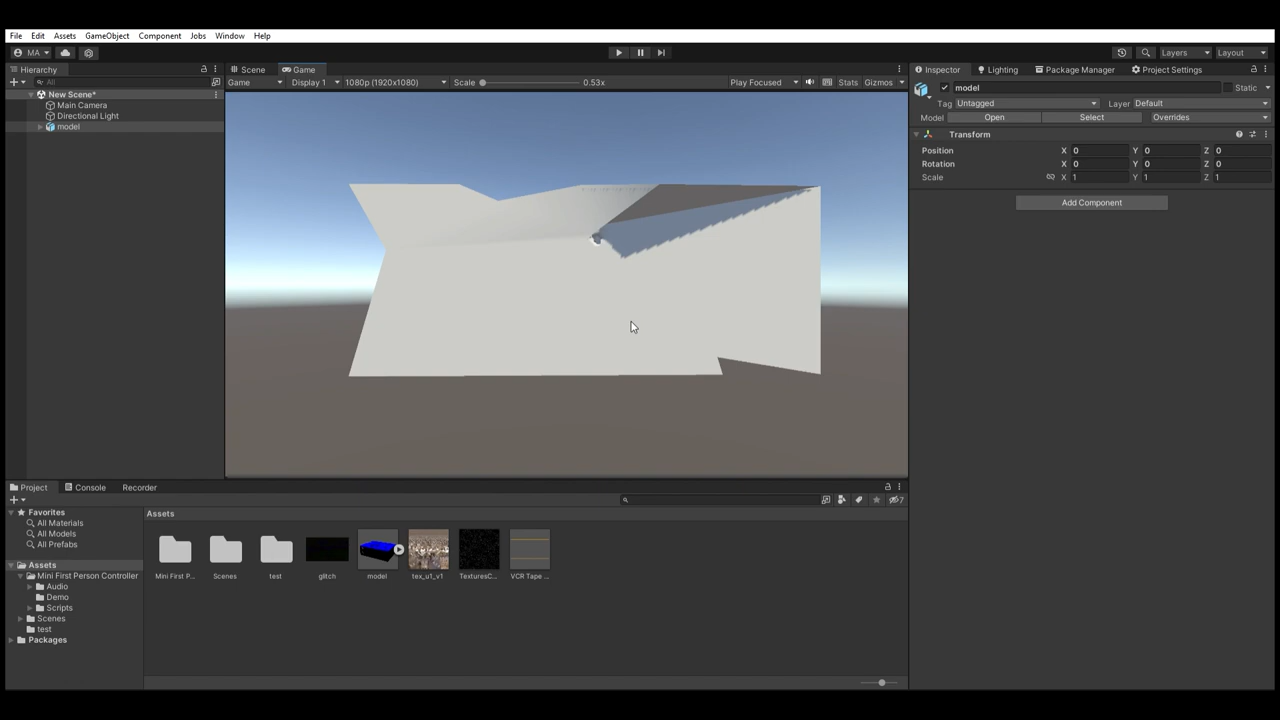 File Edit Assets GameObject Component Jobs Window Help
MA Layers Layout
Hierarchy
All
New Scene*
Main Camera
Directional Light
model
Scene Game
Game Display 1 1080p (1920x1080) Scale 0.53x Play Focused Stats Gizmos
Inspector Lighting Package Manager Project Settings
model Static
Tag Untagged Layer Default
Model Open Select Overrides
Transform
Position X 0 Y 0 Z 0
Rotation X 0 Y 0 Z 0
Scale X 1 Y 1 Z 1
Add Component
Project Console Recorder
7
Favorites
All Materials
All Models
All Prefabs
Assets
Mini First Person Controller
Audio
Demo
Scripts
Scenes
test
Packages
Assets
Mini First P... Scenes test glitch model tex_u1_v1 TexturesC... VCR Tape ...